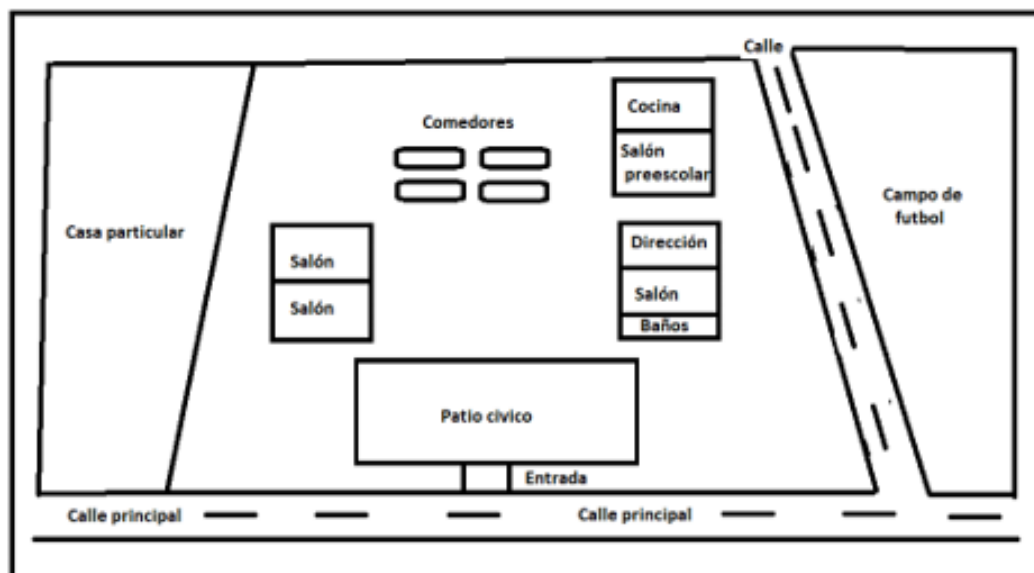 Calle
Cocina
Comedores
Salón
preescolar
Campo de
futbol
Casa particular
Dirección
Salón
Salón
Salón
Baños
Patio cívico
Entrada
Calle principal
Calle principal